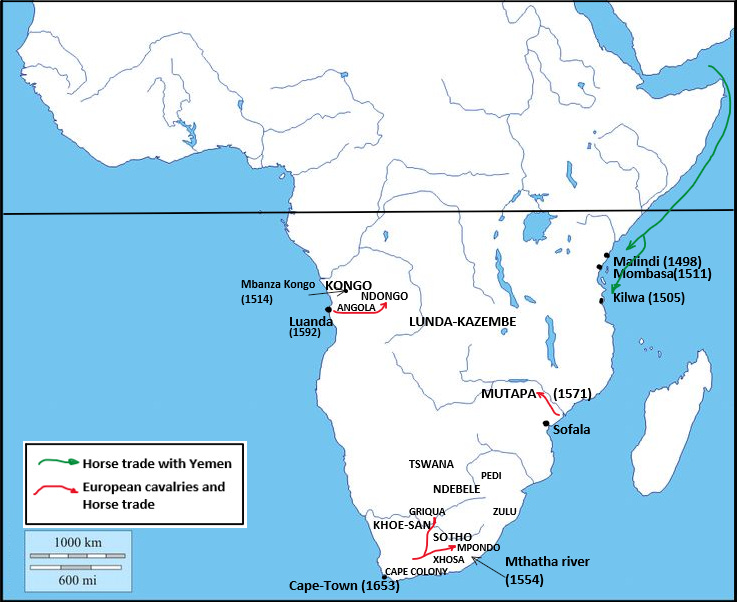 Malindi (1498)
Mombasa(1511)
Mbanza Kongo
(1514)
KONGO
NDONGO
ANGOLA
Kilwa (1505)
Luanda
(1592)
LUNDA-KAZEMBE
MUTAPA (1571)
Sofala
Horse trade with Yemen
European cavalries and
Horse trade
TSWANA
PEDI
NDEBELE
GRIQUA
ZULU
KHOE-SAN
SOTHO
MPONDO
XHOSA
Mthatha river
(1554)
CAPE COLONY
Cape-Town (1653)
1000 km
600 mi